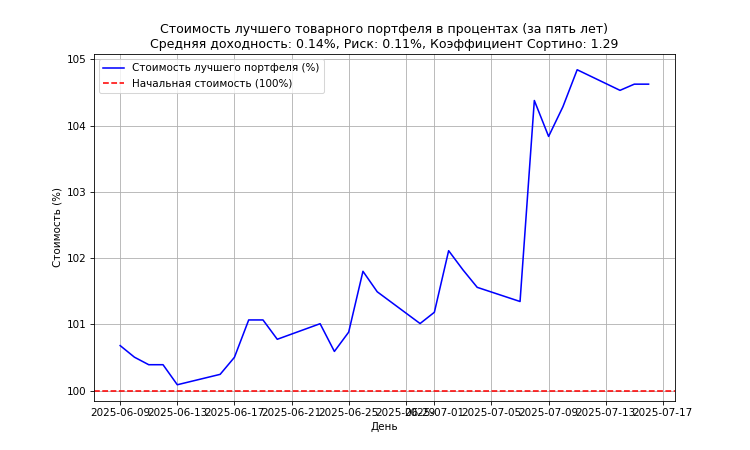 Стоимость лучшего товарного портфеля в процентах (за пять лет)
Средняя доходность: 0.14%, Риск: 0.11%, Коэффициент Сортино: 1.29
Стоимость лучшего портфеля (%)
Начальная стоимость (100%)
Стоимость (%)
105
104
103
102
101
100
2025-06-09 2025-06-13 2025-06-17 2025-06-21 2025-06-25 2025-06-29 2025-07-01 2025-07-05 2025-07-09 2025-07-13 2025-07-17
День